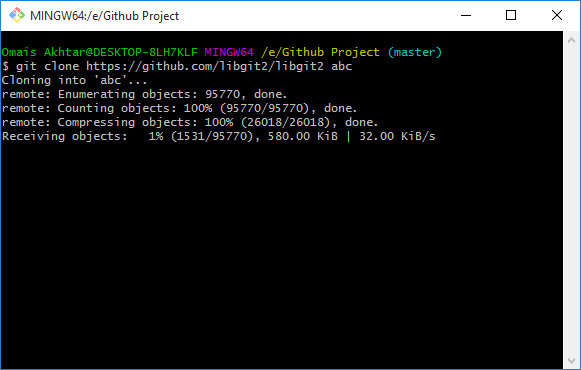 MINGW64:/e/Github Project
Omais Akhtar@DESKTOP-8LH7KLF MINGW64 /e/Github Project (master)
$ git clone https://github.com/libgit2/libgit2 abc
Cloning into 'abc'...
remote: Enumerating objects: 95770, done.
remote: Counting objects: 100% (95770/95770), done.
remote: Compressing objects: 100% (26018/26018), done.
Receiving objects:   1% (1531/95770), 580.00 KiB | 32.00 KiB/s